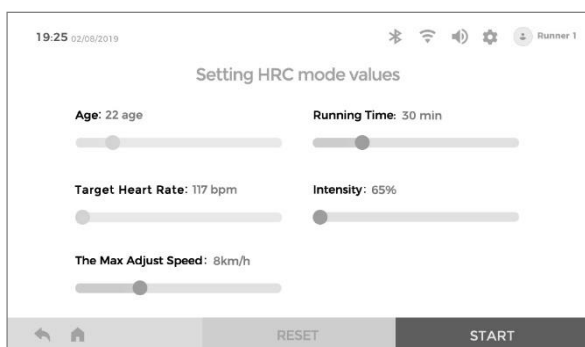 19:25 02/08/2019 Runner 1
Setting HRC mode values
Age: 22 age
Running Time: 30 min
Target Heart Rate: 117 bpm
Intensity: 65%
The Max Adjust Speed: 8km/h
RESET
START